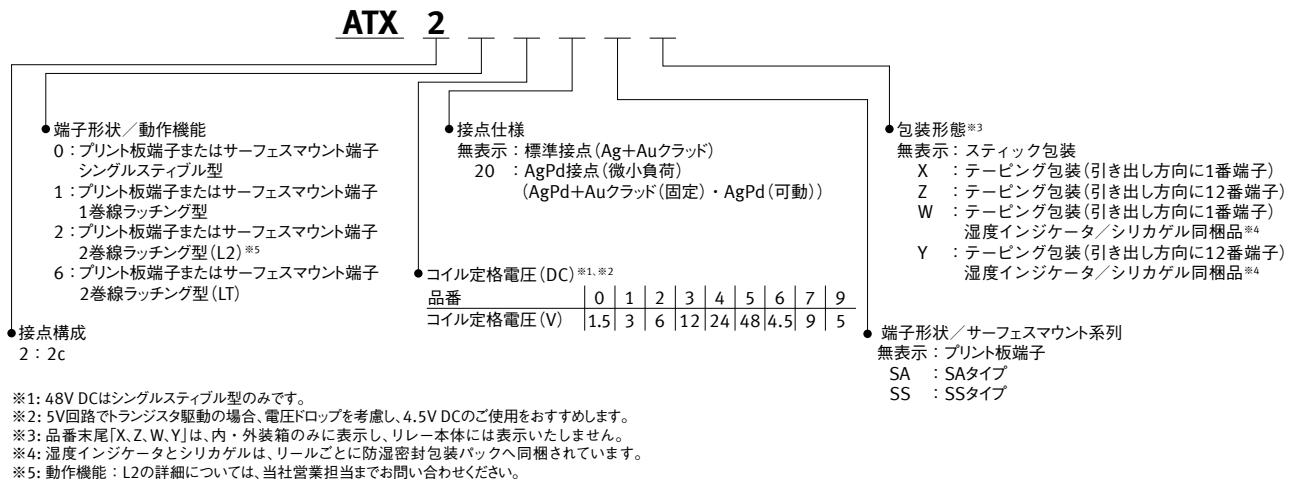 ATX 2
端子形状／動作機能
0：プリント板端子またはサーフェスマウント端子
シングルスティブル型
1：プリント板端子またはサーフェスマウント端子
1巻線ラッチング型
2：プリント板端子またはサーフェスマウント端子
2巻線ラッチング型（L2）※5
6：プリント板端子またはサーフェスマウント端子
2巻線ラッチング型（LT）
接点構成
2：2c
接点仕様
無表示：標準接点（Ag＋Auクラッド）
20：AgPd接点（微小負荷）
（AgPd＋Auクラッド（固定）・AgPd（可動））
コイル定格電圧（DC）※1、※2
品番 0 1 2 3 4 5 6 7 9
コイル定格電圧（V） 1.5 3 6 12 24 48 4.5 9 5
包装形態※3
無表示：スティック包装
X：テーピング包装（引き出し方向に1番端子）
Z：テーピング包装（引き出し方向に12番端子）
W：テーピング包装（引き出し方向に1番端子）
湿度インジケータ／シリカゲル同梱品※4
Y：テーピング包装（引き出し方向に12番端子）
湿度インジケータ／シリカゲル同梱品※4
端子形状／サーフェスマウント系列
無表示：プリント板端子
SA：SAタイプ
SS：SSタイプ
※1: 48V DCはシングルスティブル型のみです。
※2: 5V回路でトランジスタ駆動の場合、電圧ドロップを考慮し、4.5V DCのご使用をおすすめします。
※3: 品番末尾「X、Z、W、Y」は、内・外装箱のみに表示し、リレー本体には表示いたしません。
※4: 湿度インジケータとシリカゲルは、リールごとに防湿密封包装パックへ同梱されています。
※5: 動作機能：L2の詳細については、当社営業担当までお問い合わせください。